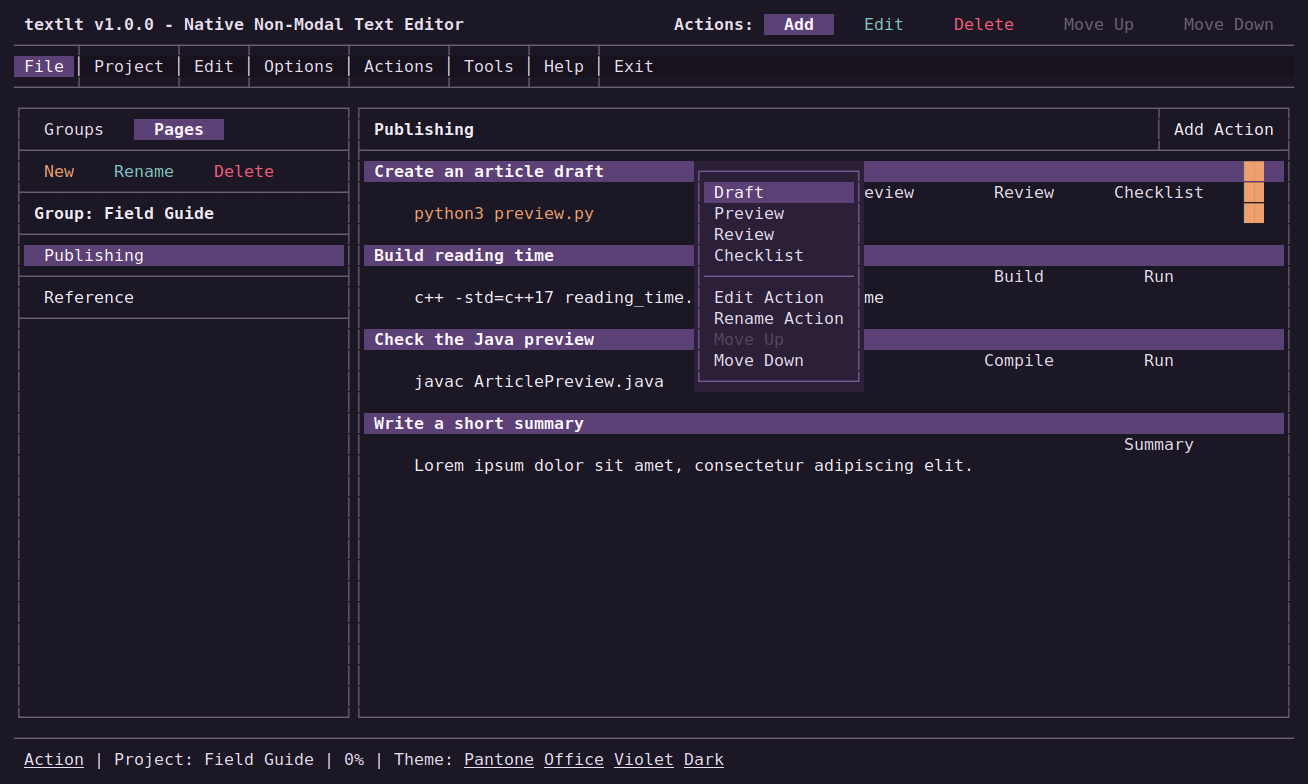 textlt v1.0.0 - Native Non-Modal Text Editor Actions: Add Edit Delete Move Up Move Down
File Project Edit Options Actions Tools Help Exit
Groups Pages
New Rename Delete
Group: Field Guide
Publishing
Reference
Publishing Add Action
Create an article draft
eview Review Checklist
python3 preview.py
Build reading time
Build Run
c++ -std=c++17 reading_time. me
Check the Java preview
Compile Run
javac ArticlePreview.java
Write a short summary
Summary
Lorem ipsum dolor sit amet, consectetur adipiscing elit.
Draft
Preview
Review
Checklist
Edit Action
Rename Action
Move Up
Move Down
Action | Project: Field Guide | 0% | Theme: Pantone Office Violet Dark